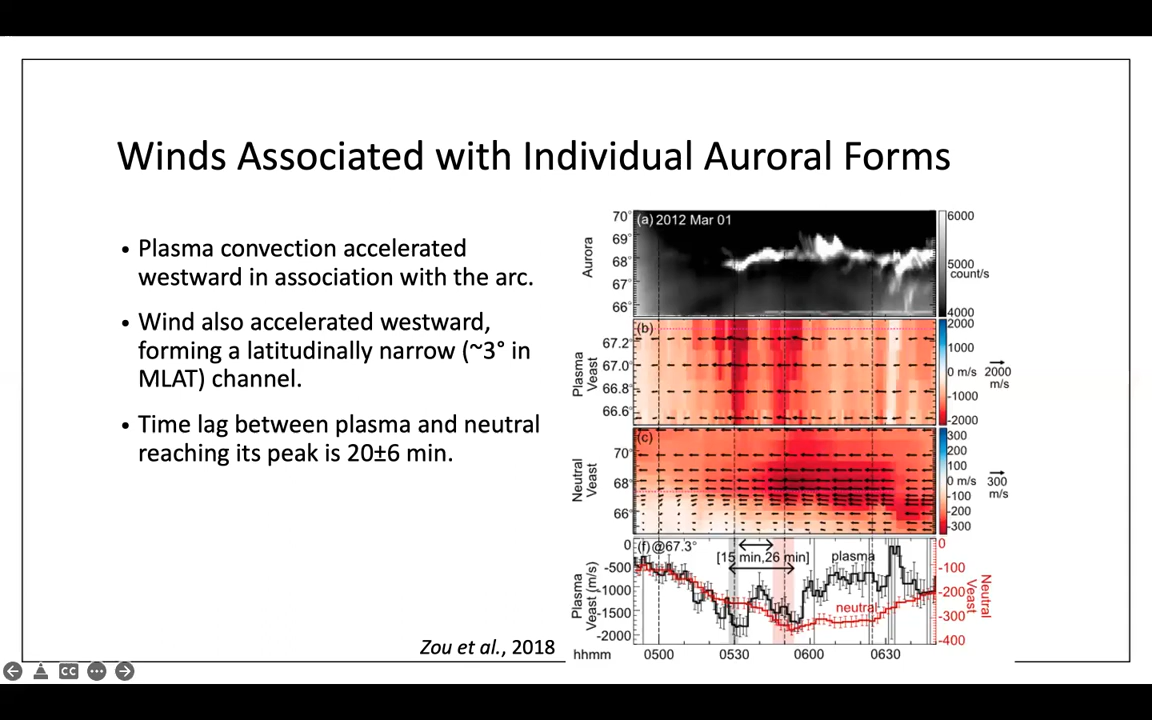 Winds Associated with Individual Auroral Forms
• Plasma convection accelerated
westward in association with the arc.
• Wind also accelerated westward,
forming a latitudinally narrow (~3° in
MLAT) channel.
• Time lag between plasma and neutral
reaching its peak is 20±6 min.
Zou et al., 2018
(a) 2012 Mar 01
Aurora
70°
69°
68°
67°
66°
6000
5000
count/s
4000
(b)
Plasma
Veast
67.2
67.0
66.8
66.6
2000
1000
0 m/s
-1000
-2000
2000
m/s
(c)
Neutral
Veast
70°
68°
66°
300
200
100
0 m/s
-100
-200
-300
300
m/s
(f)@67.3°
[15 min,26 min]
plasma
neutral
Plasma
Veast (m/s)
0
-500
-1000
-1500
-2000
0
-100
-200
-300
-400
Neutral
Veast
hhmm
0500
0530
0600
0630
CC